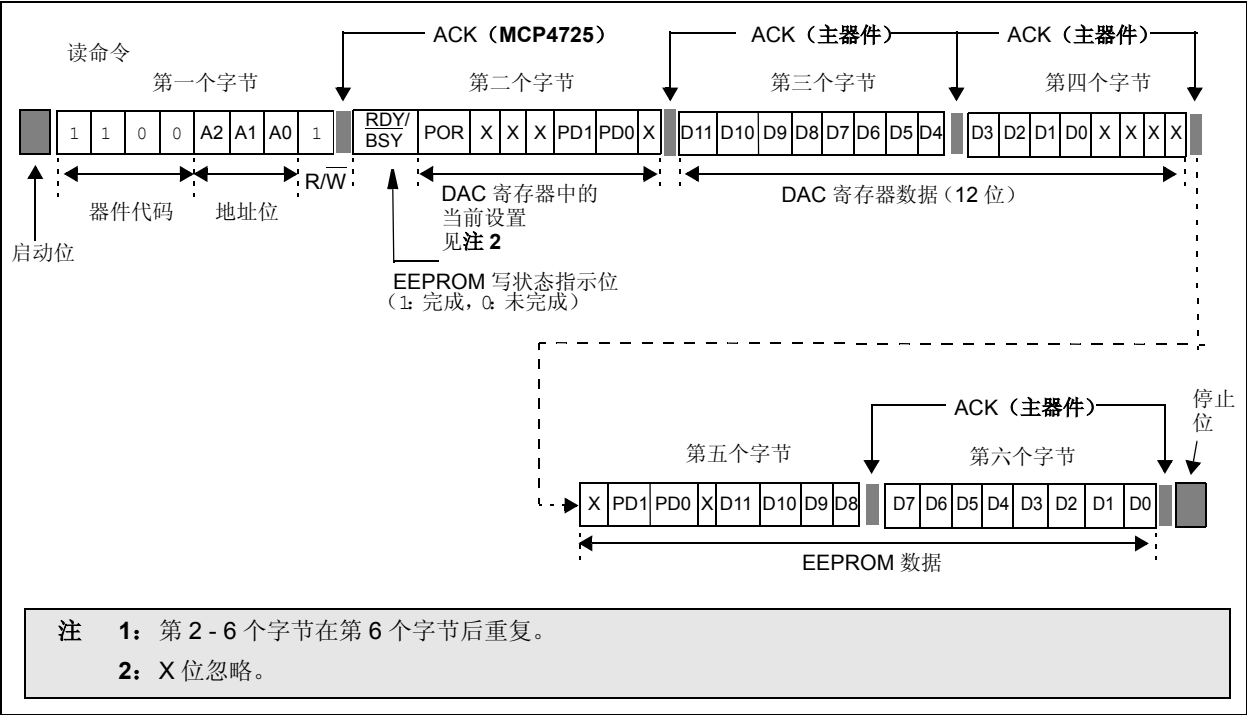 ACK（MCP4725） ACK（主器件） ACK（主器件）
读命令
第一个字节 第二个字节 第三个字节 第四个字节
1 1 0 0 A2 A1 A0 1 RDY/BSY POR X X X PD1 PD0 X D11 D10 D9 D8 D7 D6 D5 D4 D3 D2 D1 D0 X X X X
R/W
器件代码 地址位
启动位
DAC 寄存器中的
当前设置
见注 2
DAC 寄存器数据（12 位）
EEPROM 写状态指示位
（1: 完成，0: 未完成）
ACK（主器件）
停止
位
第五个字节 第六个字节
X PD1 PD0 X D11 D10 D9 D8 D7 D6 D5 D4 D3 D2 D1 D0
EEPROM 数据
注 1：第 2 - 6 个字节在第 6 个字节后重复。
2：X 位忽略。